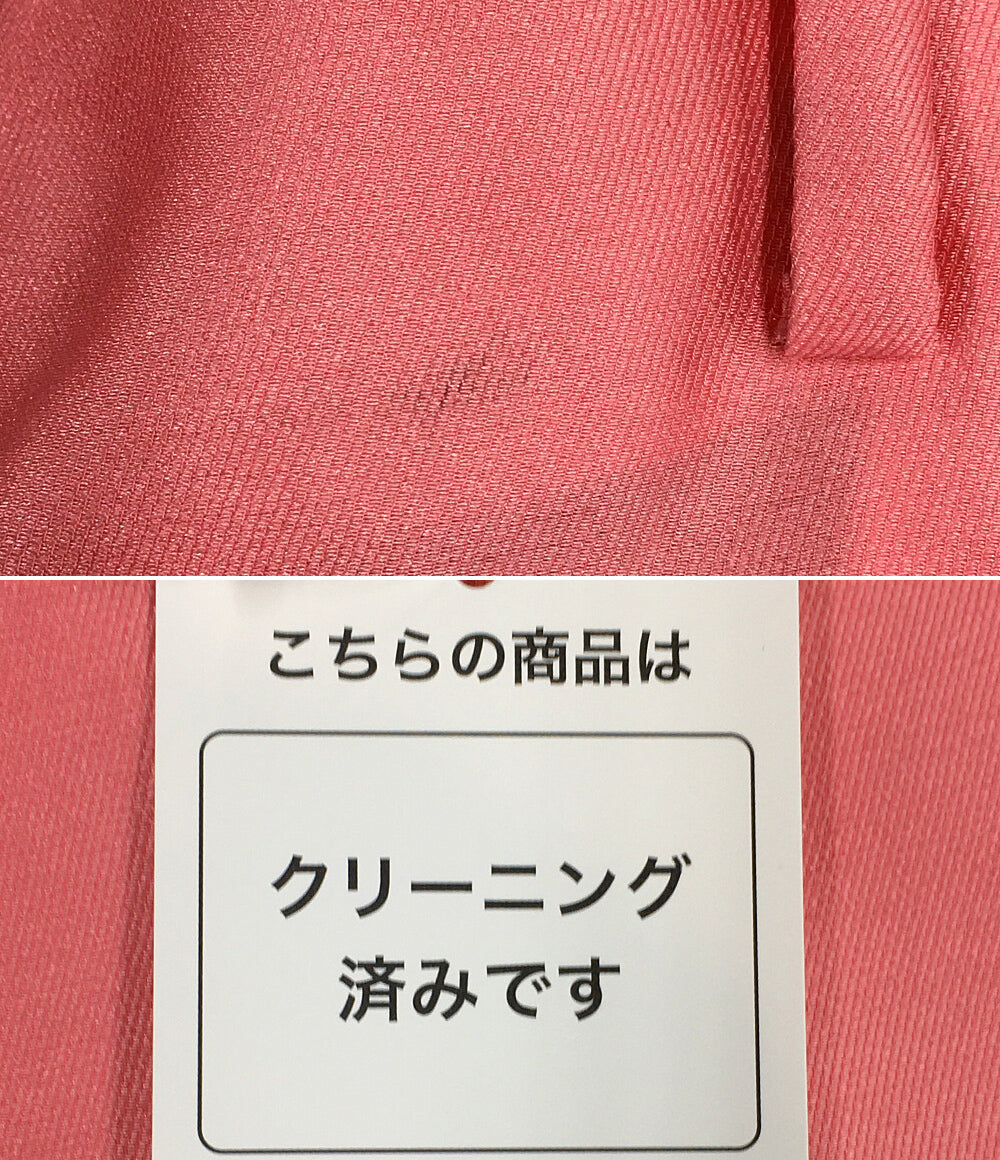 こちらの商品は
クリーニング
済みです